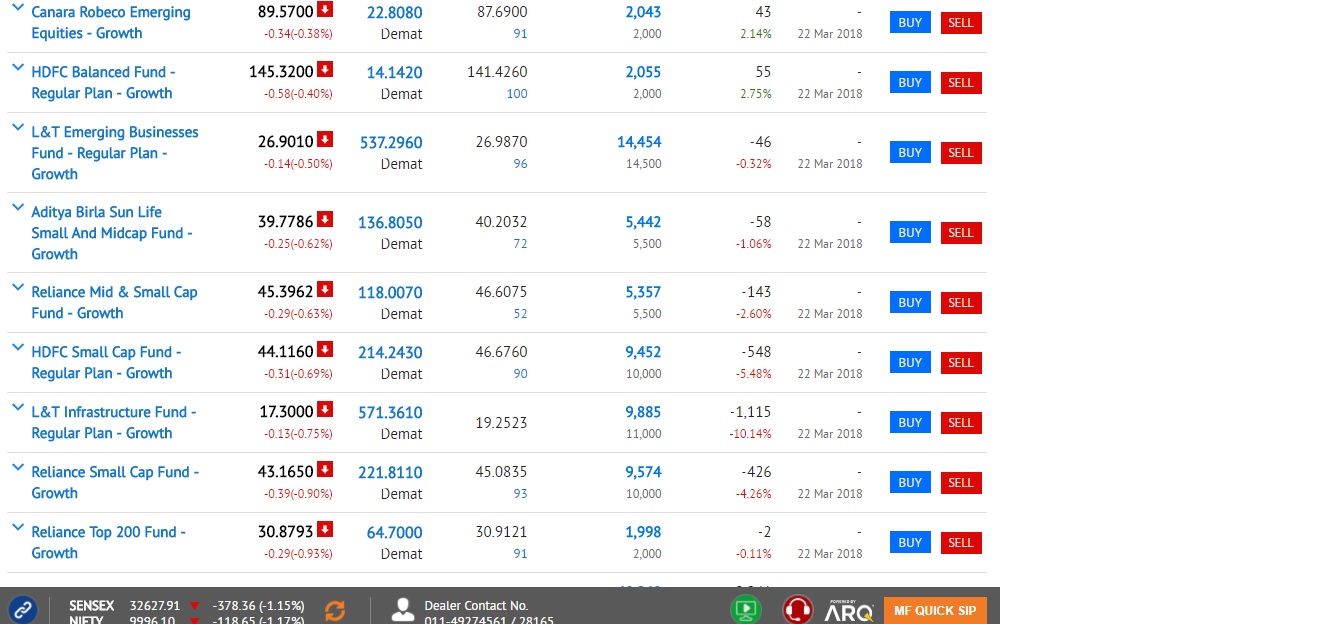 Canara Robeco Emerging 89.5700 22.8080 87.6900 2,043 43 - BUY SELL
Equities - Growth -0.34(-0.38%) Demat 91 2,000 2.14% 22 Mar 2018
HDFC Balanced Fund - 145.3200 14.1420 141.4260 2,055 55 - BUY SELL
Regular Plan - Growth -0.58(-0.40%) Demat 100 2,000 2.75% 22 Mar 2018
L&T Emerging Businesses
Fund - Regular Plan - 26.9010 537.2960 26.9870 14,454 -46 - BUY SELL
Growth -0.14(-0.50%) Demat 96 14,500 -0.32% 22 Mar 2018
Aditya Birla Sun Life
Small And Midcap Fund - 39.7786 136.8050 40.2032 5,442 -58 - BUY SELL
Growth -0.25(-0.62%) Demat 72 5,500 -1.06% 22 Mar 2018
Reliance Mid & Small Cap 45.3962 118.0070 46.6075 5,357 -143 - BUY SELL
Fund - Growth -0.29(-0.63%) Demat 52 5,500 -2.60% 22 Mar 2018
HDFC Small Cap Fund - 44.1160 214.2430 46.6760 9,452 -548 - BUY SELL
Regular Plan - Growth -0.31(-0.69%) Demat 90 10,000 -5.48% 22 Mar 2018
L&T Infrastructure Fund - 17.3000 571.3610 19.2523 9,885 -1,115 - BUY SELL
Regular Plan - Growth -0.13(-0.75%) Demat 11,000 -10.14% 22 Mar 2018
Reliance Small Cap Fund - 43.1650 221.8110 45.0835 9,574 -426 - BUY SELL
Growth -0.39(-0.90%) Demat 93 10,000 -4.26% 22 Mar 2018
Reliance Top 200 Fund - 30.8793 64.7000 30.9121 1,998 -2 - BUY SELL
Growth -0.29(-0.93%) Demat 91 2,000 -0.11% 22 Mar 2018
SENSEX 32627.91 -378.36 (-1.15%) Dealer Contact No. POWERED BY ARQ MF QUICK SIP
NIFTY 9996.10 -118.65 (-1.17%) 011-49274561 / 28165